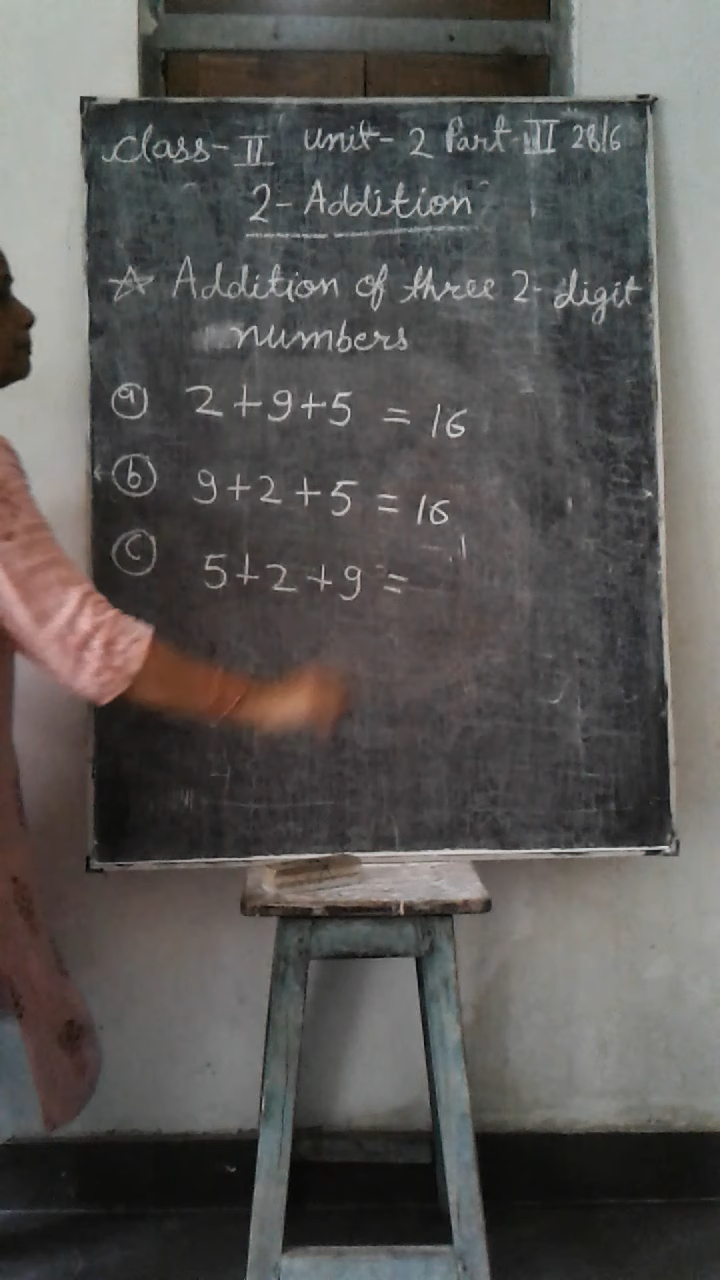 Class-II unit-2 Part-III 28/6
2-Addition
☆ Addition of three 2-digit
numbers
ⓐ 2+9+5 = 16
ⓑ 9+2+5 = 16
ⓒ 5+2+9 =